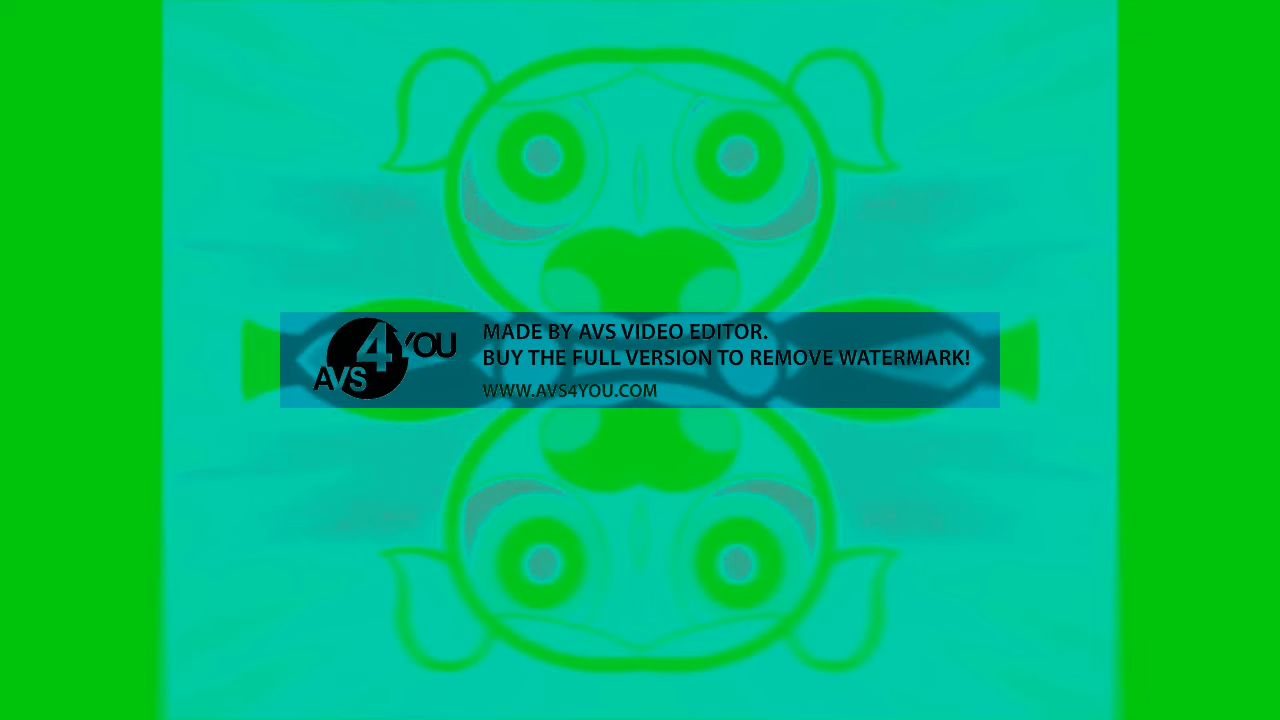 AVS4YOU
MADE BY AVS VIDEO EDITOR.
BUY THE FULL VERSION TO REMOVE WATERMARK!
WWW.AVS4YOU.COM